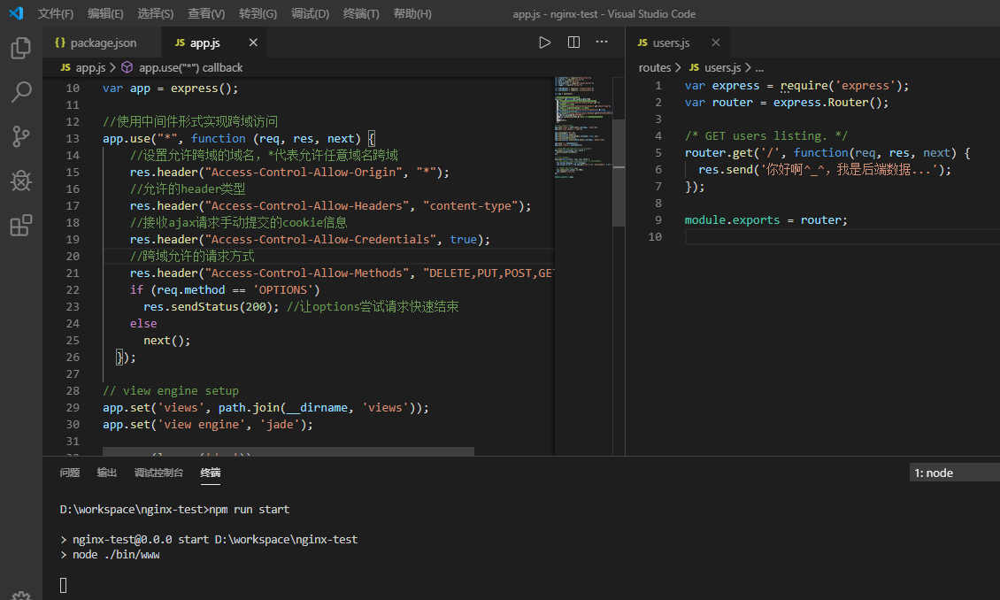 文件(F) 编辑(E) 选择(S) 查看(V) 转到(G) 调试(D) 终端(T) 帮助(H) app.js - nginx-test - Visual Studio Code
{} package.json JS app.js
JS app.js > app.use("*") callback
10 var app = express();
11
12 //使用中间件形式实现跨域访问
13 app.use("*", function (req, res, next) {
14 //设置允许跨域的域名，*代表允许任意域名跨域
15 res.header("Access-Control-Allow-Origin", "*");
16 //允许的header类型
17 res.header("Access-Control-Allow-Headers", "content-type");
18 //接收ajax请求手动提交的cookie信息
19 res.header("Access-Control-Allow-Credentials", true);
20 //跨域允许的请求方式
21 res.header("Access-Control-Allow-Methods", "DELETE,PUT,POST,GE
22 if (req.method == 'OPTIONS')
23 res.sendStatus(200); //让options尝试请求快速结束
24 else
25 next();
26 });
27
28 // view engine setup
29 app.set('views', path.join(__dirname, 'views'));
30 app.set('view engine', 'jade');
31
JS users.js
routes > JS users.js > ...
1 var express = require('express');
2 var router = express.Router();
3
4 /* GET users listing. */
5 router.get('/', function(req, res, next) {
6 res.send('你好啊^_^，我是后端数据...');
7 });
8
9 module.exports = router;
10
问题 输出 调试控制台 终端 1: node
D:\workspace\nginx-test>npm run start
> nginx-test@0.0.0 start D:\workspace\nginx-test
> node ./bin/www